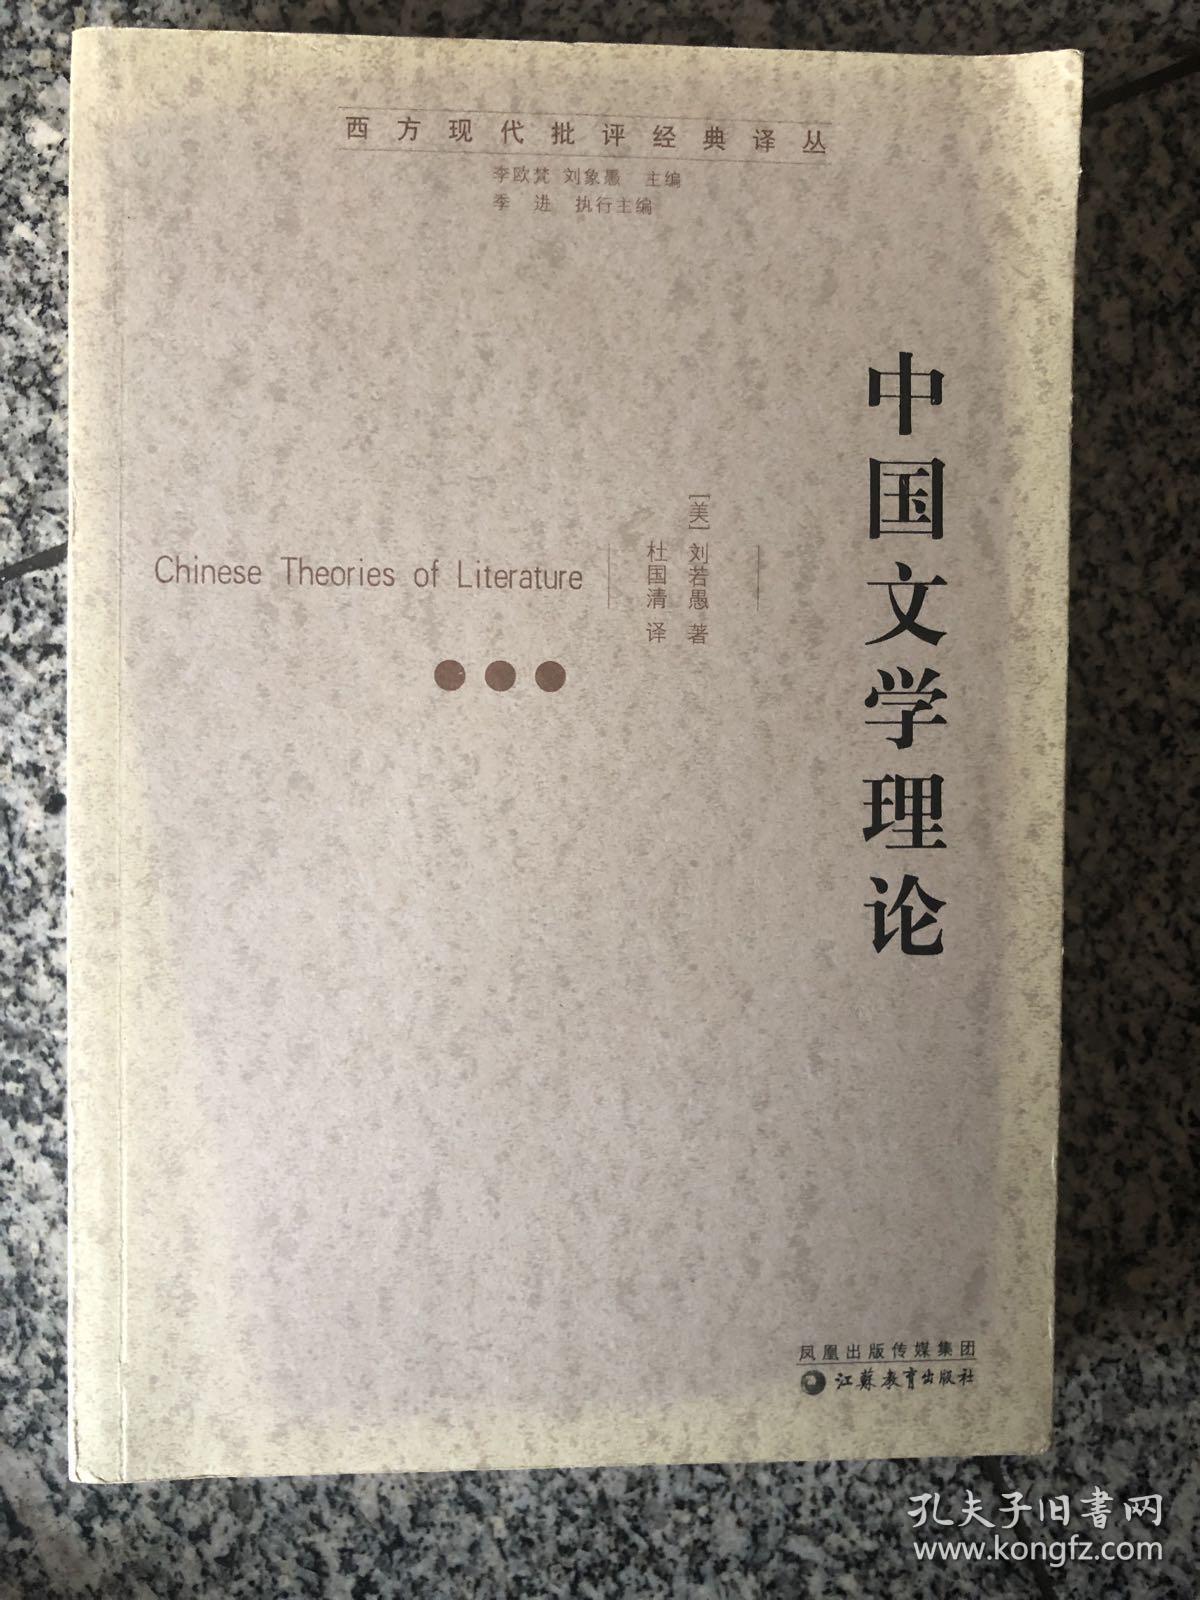 西方现代批评经典译丛
李欧梵 刘象愚 主编
季进 执行主编
中国文学理论
[美]刘若愚 著
杜国清 译
Chinese Theories of Literature
凤凰出版传媒集团
江苏教育出版社
孔夫子旧书网
www.kongfz.com